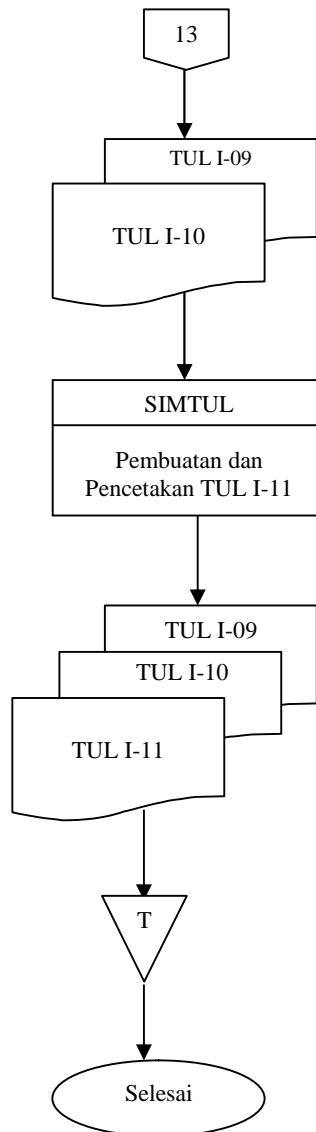 13
TUL I-09
TUL I-10
SIMTUL
Pembuatan dan
Pencetakan TUL I-11
TUL I-09
TUL I-10
TUL I-11
T
Selesai